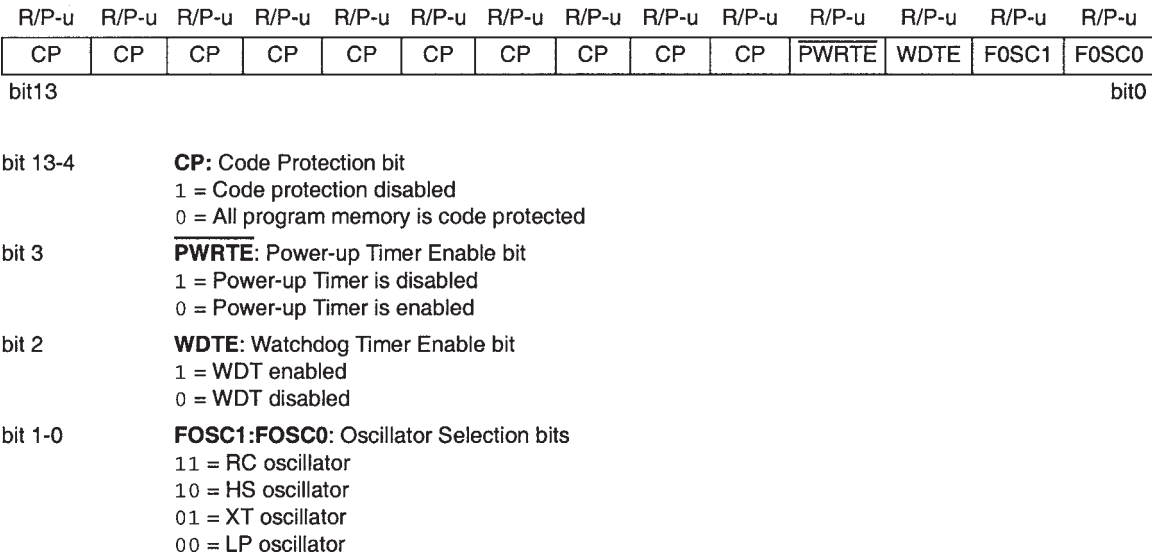 R/P-u R/P-u R/P-u R/P-u R/P-u R/P-u R/P-u R/P-u R/P-u R/P-u R/P-u R/P-u R/P-u R/P-u
CP CP CP CP CP CP CP CP CP CP PWRTE WDTE F0SC1 F0SC0
bit13 bit0
bit 13-4 CP: Code Protection bit
1 = Code protection disabled
0 = All program memory is code protected
bit 3 PWRTE: Power-up Timer Enable bit
1 = Power-up Timer is disabled
0 = Power-up Timer is enabled
bit 2 WDTE: Watchdog Timer Enable bit
1 = WDT enabled
0 = WDT disabled
bit 1-0 FOSC1:FOSC0: Oscillator Selection bits
11 = RC oscillator
10 = HS oscillator
01 = XT oscillator
00 = LP oscillator